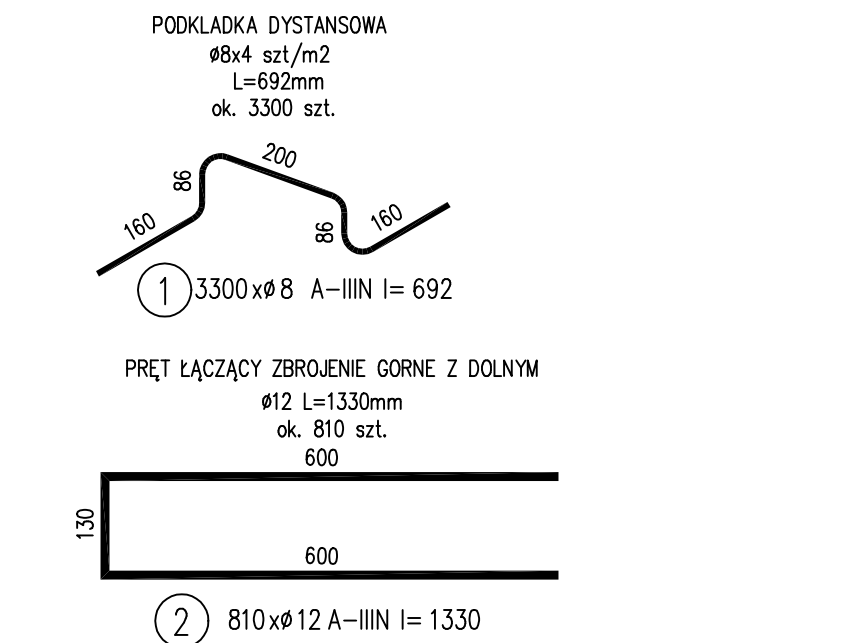 PODKLADKA DYSTANSOWA
ø8x4 szt/m2
L=692mm
ok. 3300 szt.
200
86
160
86
160
1 3300xø8 A-IIIN l= 692
PRĘT ŁĄCZĄCY ZBROJENIE GORNE Z DOLNYM
ø12 L=1330mm
ok. 810 szt.
600
130
600
2 810xø12 A-IIIN l= 1330